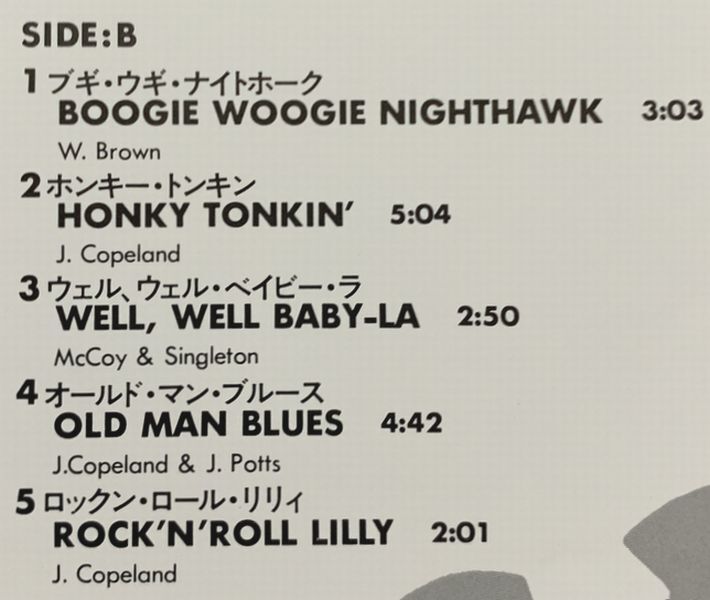 SIDE:B
1 ブギ・ウギ・ナイトホーク
BOOGIE WOOGIE NIGHTHAWK 3:03
W. Brown
2 ホンキー・トンキン
HONKY TONKIN' 5:04
J. Copeland
3 ウェル、ウェル・ベイビー・ラ
WELL, WELL BABY-LA 2:50
McCoy & Singleton
4 オールド・マン・ブルース
OLD MAN BLUES 4:42
J.Copeland & J. Potts
5 ロックン・ロール・リリィ
ROCK'N'ROLL LILLY 2:01
J. Copeland